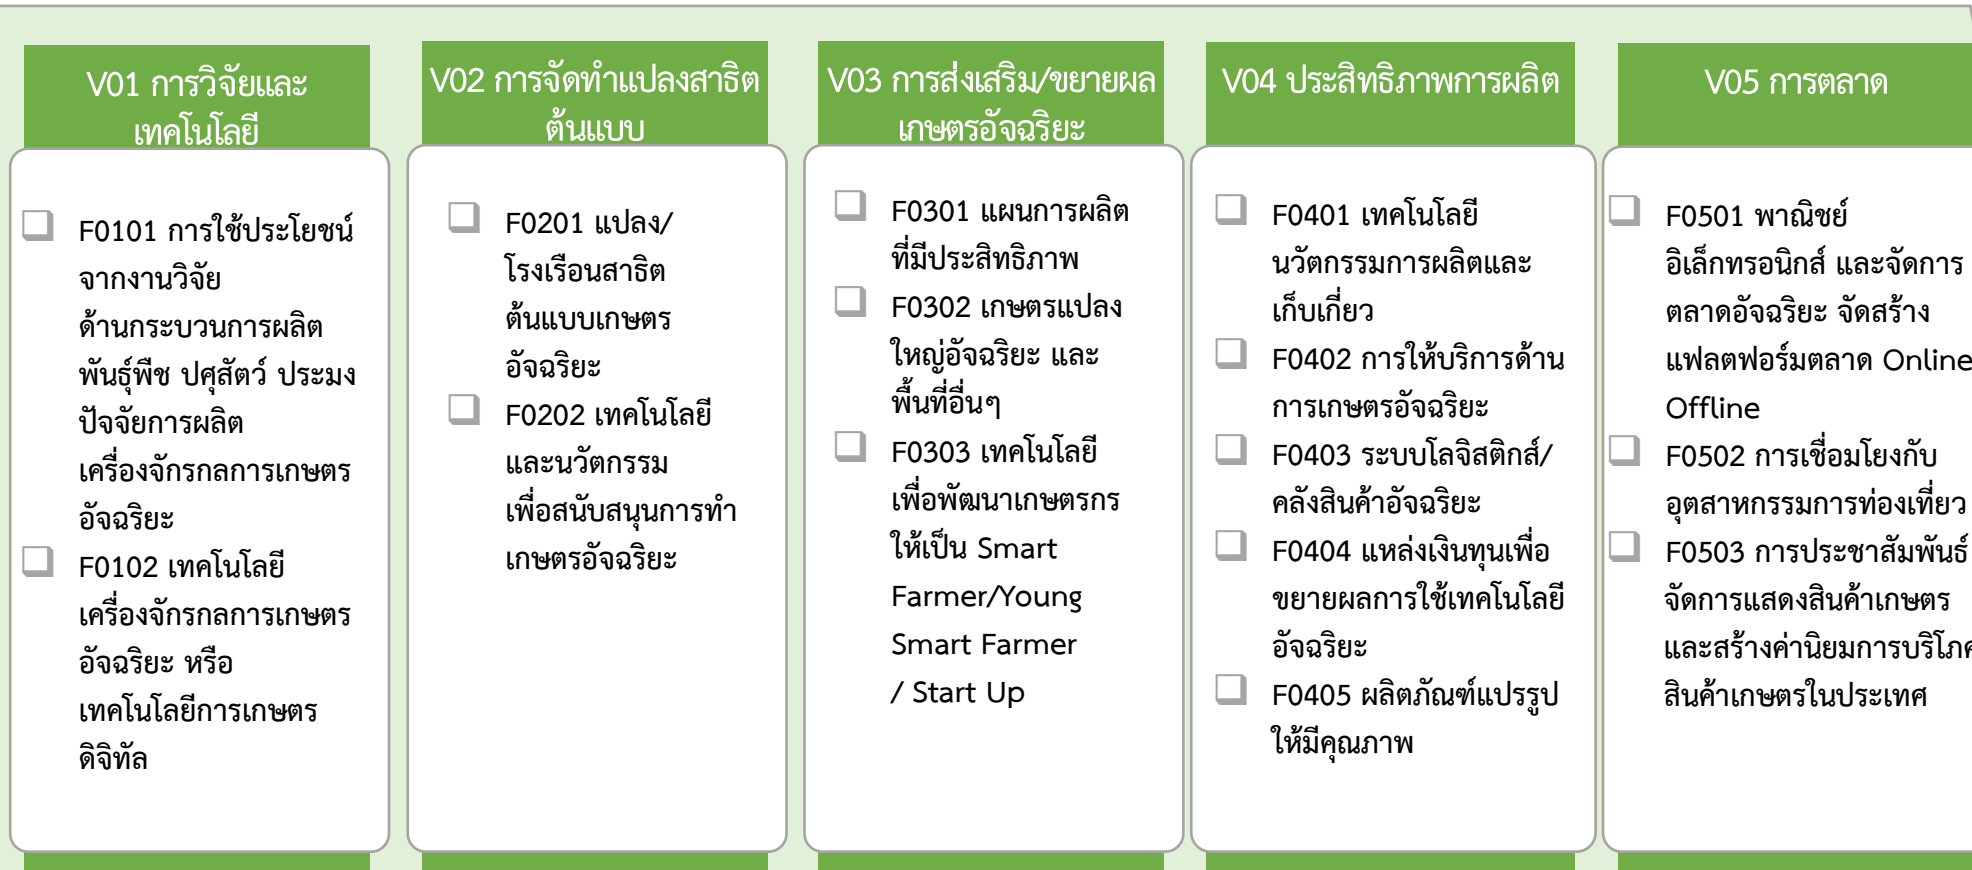 V01 การวิจัยและ
เทคโนโลยี
F0101 การใช้ประโยชน์
จากงานวิจัย
ด้านกระบวนการผลิต
พันธุ์พืช ปศุสัตว์ ประมง
ปัจจัยการผลิต
เครื่องจักรกลการเกษตร
อัจฉริยะ
F0102 เทคโนโลยี
เครื่องจักรกลการเกษตร
อัจฉริยะ หรือ
เทคโนโลยีการเกษตร
ดิจิทัล
V02 การจัดทำแปลงสาธิต
ต้นแบบ
F0201 แปลง/
โรงเรือนสาธิต
ต้นแบบเกษตร
อัจฉริยะ
F0202 เทคโนโลยี
และนวัตกรรม
เพื่อสนับสนุนการทำ
เกษตรอัจฉริยะ
V03 การส่งเสริม/ขยายผล
เกษตรอัจฉริยะ
F0301 แผนการผลิต
ที่มีประสิทธิภาพ
F0302 เกษตรแปลง
ใหญ่อัจฉริยะ และ
พื้นที่อื่นๆ
F0303 เทคโนโลยี
เพื่อพัฒนาเกษตรกร
ให้เป็น Smart
Farmer/Young
Smart Farmer
/ Start Up
V04 ประสิทธิภาพการผลิต
F0401 เทคโนโลยี
นวัตกรรมการผลิตและ
เก็บเกี่ยว
F0402 การให้บริการด้าน
การเกษตรอัจฉริยะ
F0403 ระบบโลจิสติกส์/
คลังสินค้าอัจฉริยะ
F0404 แหล่งเงินทุนเพื่อ
ขยายผลการใช้เทคโนโลยี
อัจฉริยะ
F0405 ผลิตภัณฑ์แปรรูป
ให้มีคุณภาพ
V05 การตลาด
F0501 พาณิชย์
อิเล็กทรอนิกส์ และจัดการ
ตลาดอัจฉริยะ จัดสร้าง
แฟลตฟอร์มตลาด Online
Offline
F0502 การเชื่อมโยงกับ
อุตสาหกรรมการท่องเที่ยว
F0503 การประชาสัมพันธ์
จัดการแสดงสินค้าเกษตร
และสร้างค่านิยมการบริโภค
สินค้าเกษตรในประเทศ